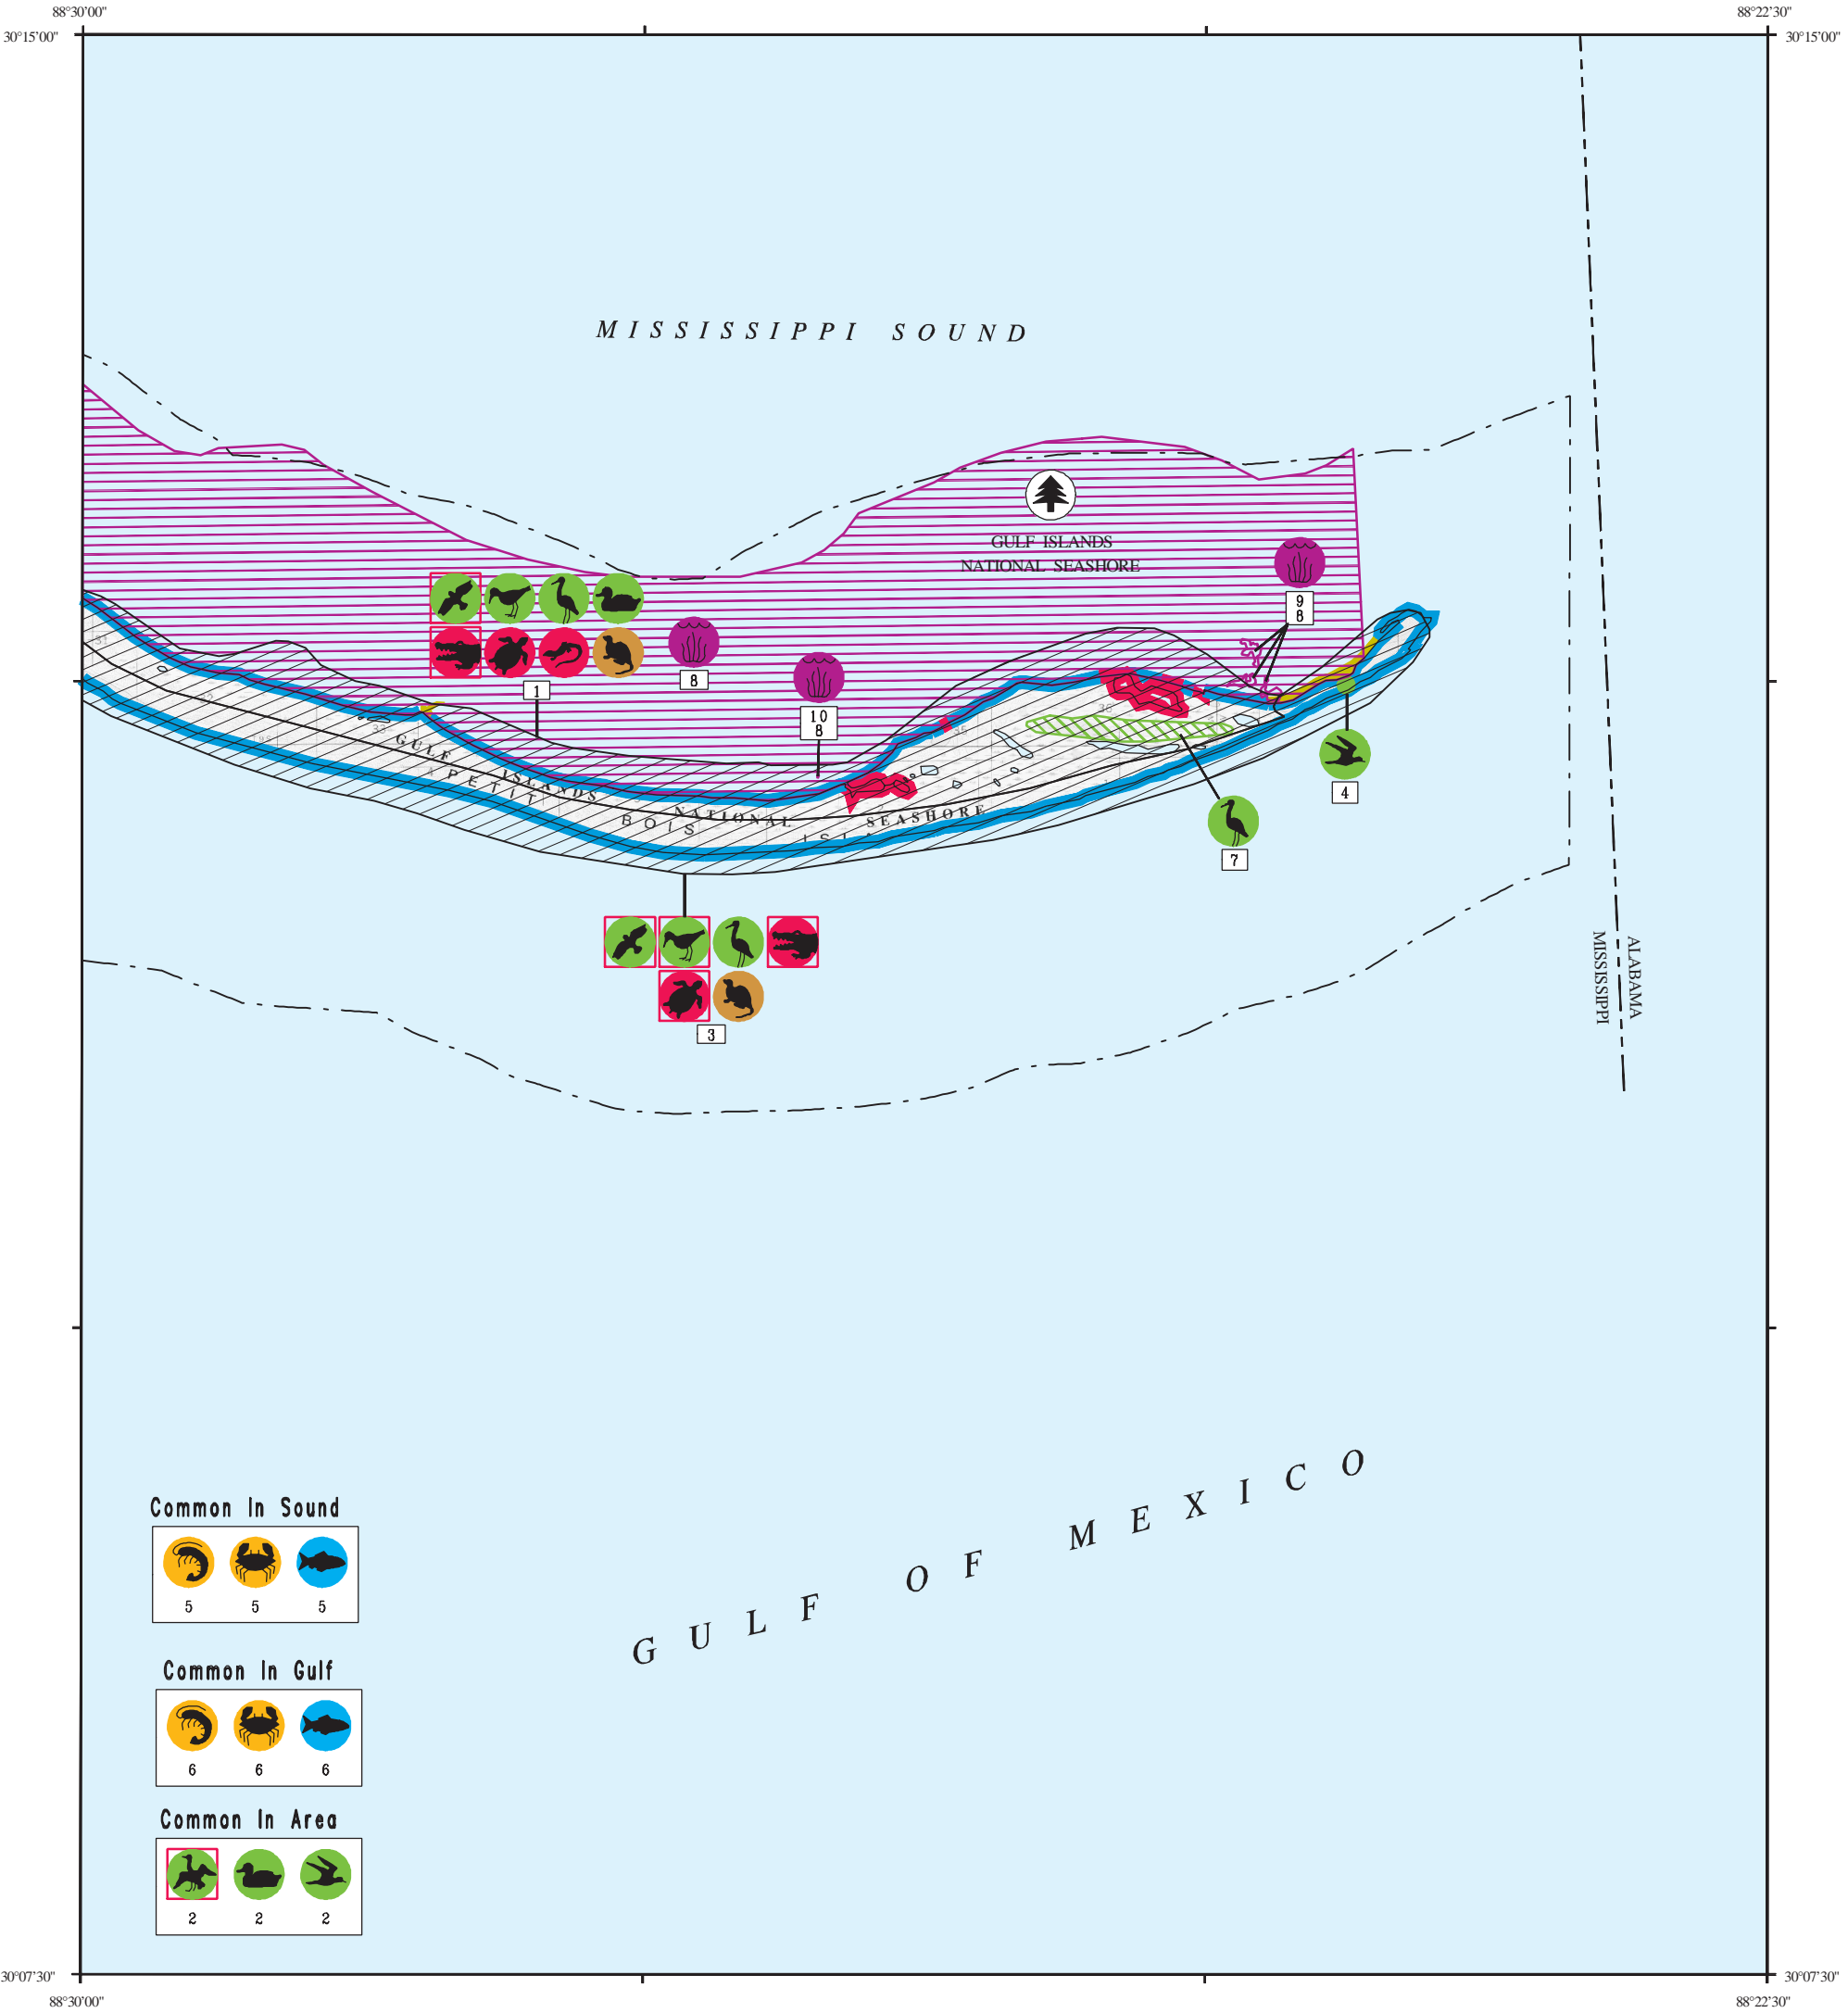 88°30'00" 88°22'30"
30°15'00" 30°15'00"
MISSISSIPPI SOUND
GULF ISLANDS
NATIONAL SEASHORE
9
8
1
8
10
8
36
35
33
GULF ISLANDS NATIONAL SEASHORE
PETIT BOIS
4
7
3
ALABAMA
MISSISSIPPI
GULF OF MEXICO
Common In Sound
5 5 5
Common In Gulf
6 6 6
Common In Area
2 2 2
30°07'30" 30°07'30"
88°30'00" 88°22'30"